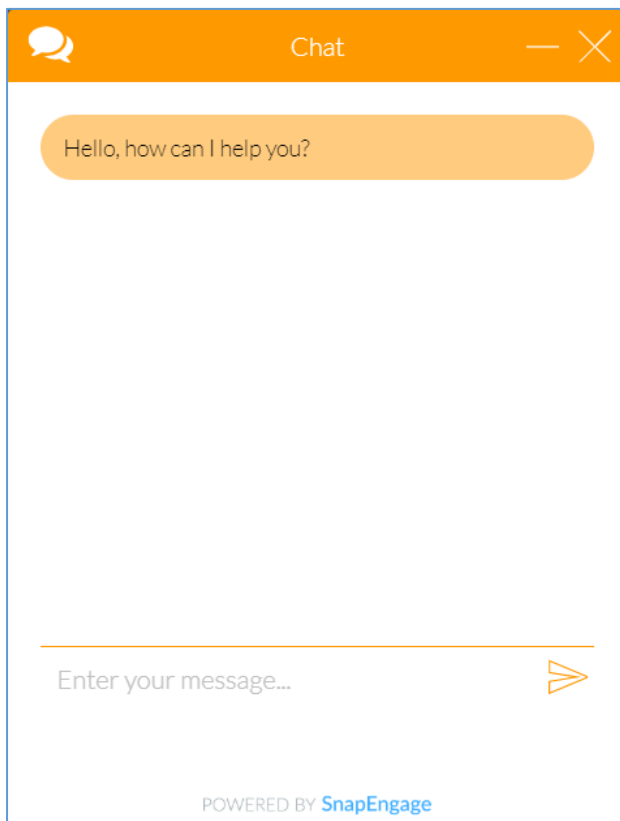 Chat
Hello, how can I help you?
Enter your message...
POWERED BY SnapEngage